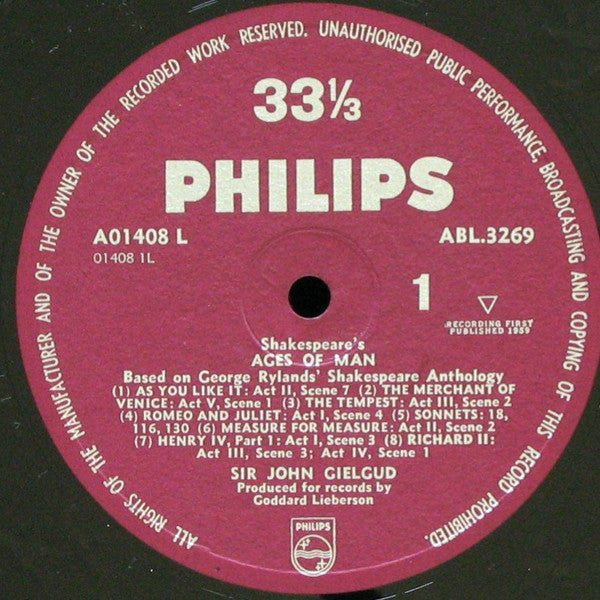 ALL RIGHTS OF THE MANUFACTURER AND OF THE OWNER OF THE RECORDED WORK RESERVED. UNAUTHORISED PUBLIC PERFORMANCE, BROADCASTING AND COPYING OF THIS RECORD PROHIBITED.
33⅓
PHILIPS
A01408 L
ABL.3269
01408 1L
1
RECORDING FIRST
PUBLISHED 1959
Shakespeare's
AGES OF MAN
Based on George Rylands' Shakespeare Anthology
(1) AS YOU LIKE IT: Act II, Scene 7 (2) THE MERCHANT OF
VENICE: Act V, Scene 1 (3) THE TEMPEST: Act III, Scene 2
(4) ROMEO AND JULIET: Act I, Scene 4 (5) SONNETS: 18,
116, 130 (6) MEASURE FOR MEASURE: Act II, Scene 2
(7) HENRY IV, Part 1: Act I, Scene 3 (8) RICHARD II:
Act III, Scene 3; Act IV, Scene 1
SIR JOHN GIELGUD
Produced for records by
Goddard Lieberson
PHILIPS